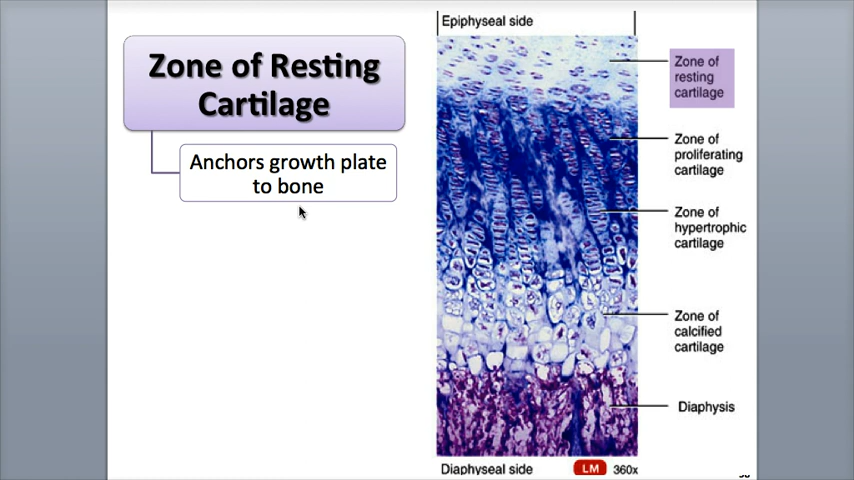 Zone of Resting
Cartilage
Anchors growth plate
to bone
Epiphyseal side
Zone of
resting
cartilage
Zone of
proliferating
cartilage
Zone of
hypertrophic
cartilage
Zone of
calcified
cartilage
Diaphysis
Diaphyseal side
LM 360x